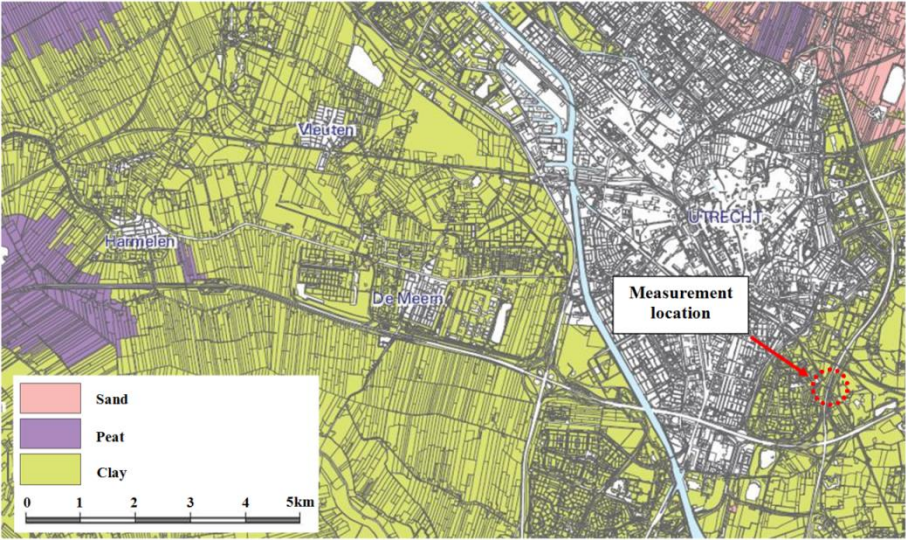 Vleuten
Harmelen
UTRECHT
De Meern
Measurement
location
Sand
Peat
Clay
0 1 2 3 4 5km